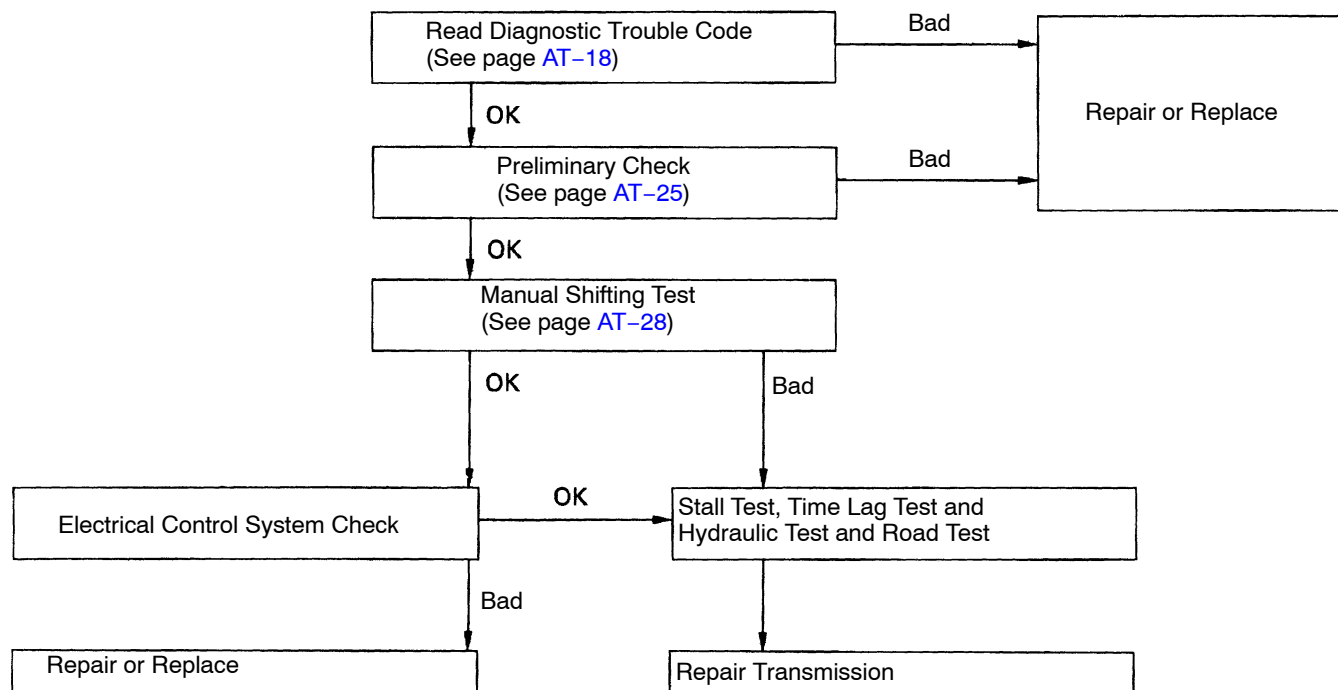 Read Diagnostic Trouble Code
(See page AT−18)
Bad
Repair or Replace
OK
Preliminary Check
(See page AT−25)
Bad
OK
Manual Shifting Test
(See page AT−28)
OK
Bad
Electrical Control System Check
OK
Stall Test, Time Lag Test and
Hydraulic Test and Road Test
Bad
Repair or Replace
Repair Transmission